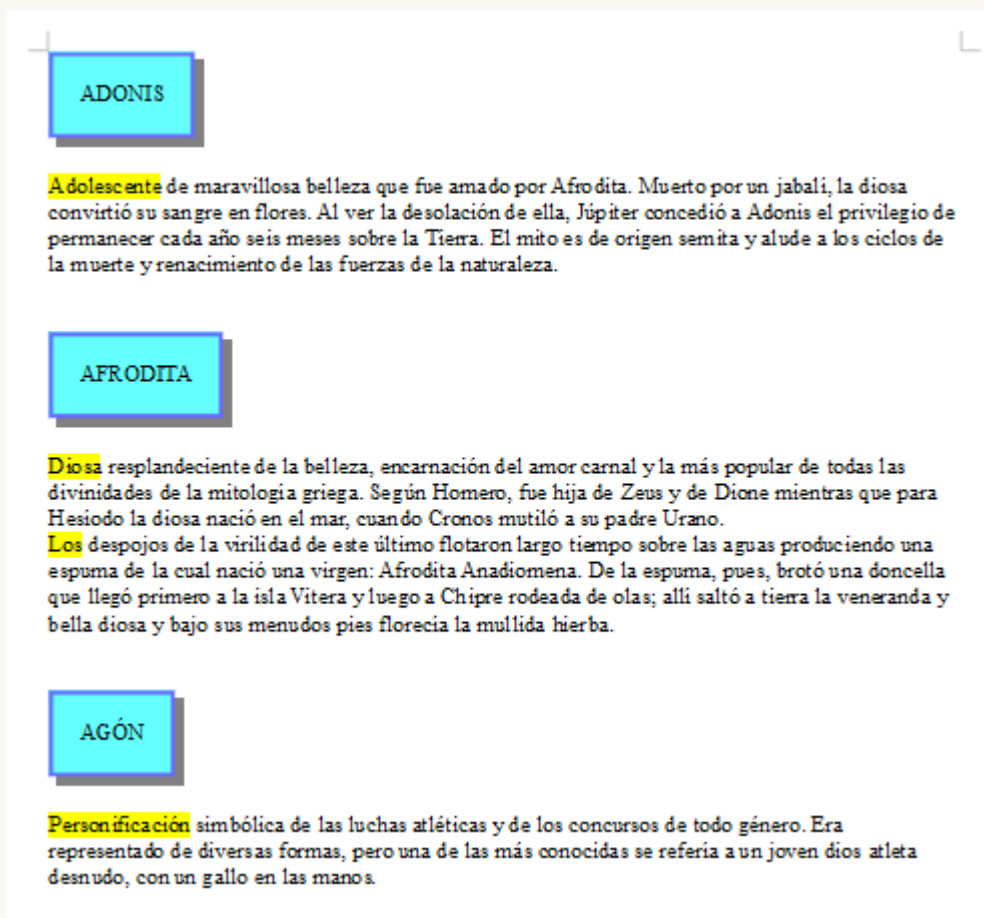 ADONIS
Adolescente de maravillosa belleza que fue amado por Afrodita. Muerto por un jabalí, la diosa
convirtió su sangre en flores. Al ver la desolación de ella, Júpiter concedió a Adonis el privilegio de
permanecer cada año seis meses sobre la Tierra. El mito es de origen semita y alude a los ciclos de
la muerte y renacimiento de las fuerzas de la naturaleza.
AFRODITA
Diosa resplandeciente de la belleza, encarnación del amor carnal y la más popular de todas las
divinidades de la mitología griega. Según Homero, fue hija de Zeus y de Dione mientras que para
Hesíodo la diosa nació en el mar, cuando Cronos mutiló a su padre Urano.
Los despojos de la virilidad de este último flotaron largo tiempo sobre las aguas produciendo una
espuma de la cual nació una virgen: Afrodita Anadiomena. De la espuma, pues, brotó una doncella
que llegó primero a la isla Vitera y luego a Chipre rodeada de olas; allí saltó a tierra la veneranda y
bella diosa y bajo sus menudos pies florecía la mullida hierba.
AGÓN
Personificación simbólica de las luchas atléticas y de los concursos de todo género. Era
representado de diversas formas, pero una de las más conocidas se refería a un joven dios atleta
desnudo, con un gallo en las manos.